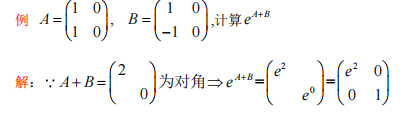 例 A=(1 0; 1 0), B=(1 0; -1 0),计算e^{A+B}
解：∵A+B=(2 ; 0)为对角⇒e^{A+B}=(e^2 ; e^0)=(e^2 0; 0 1)